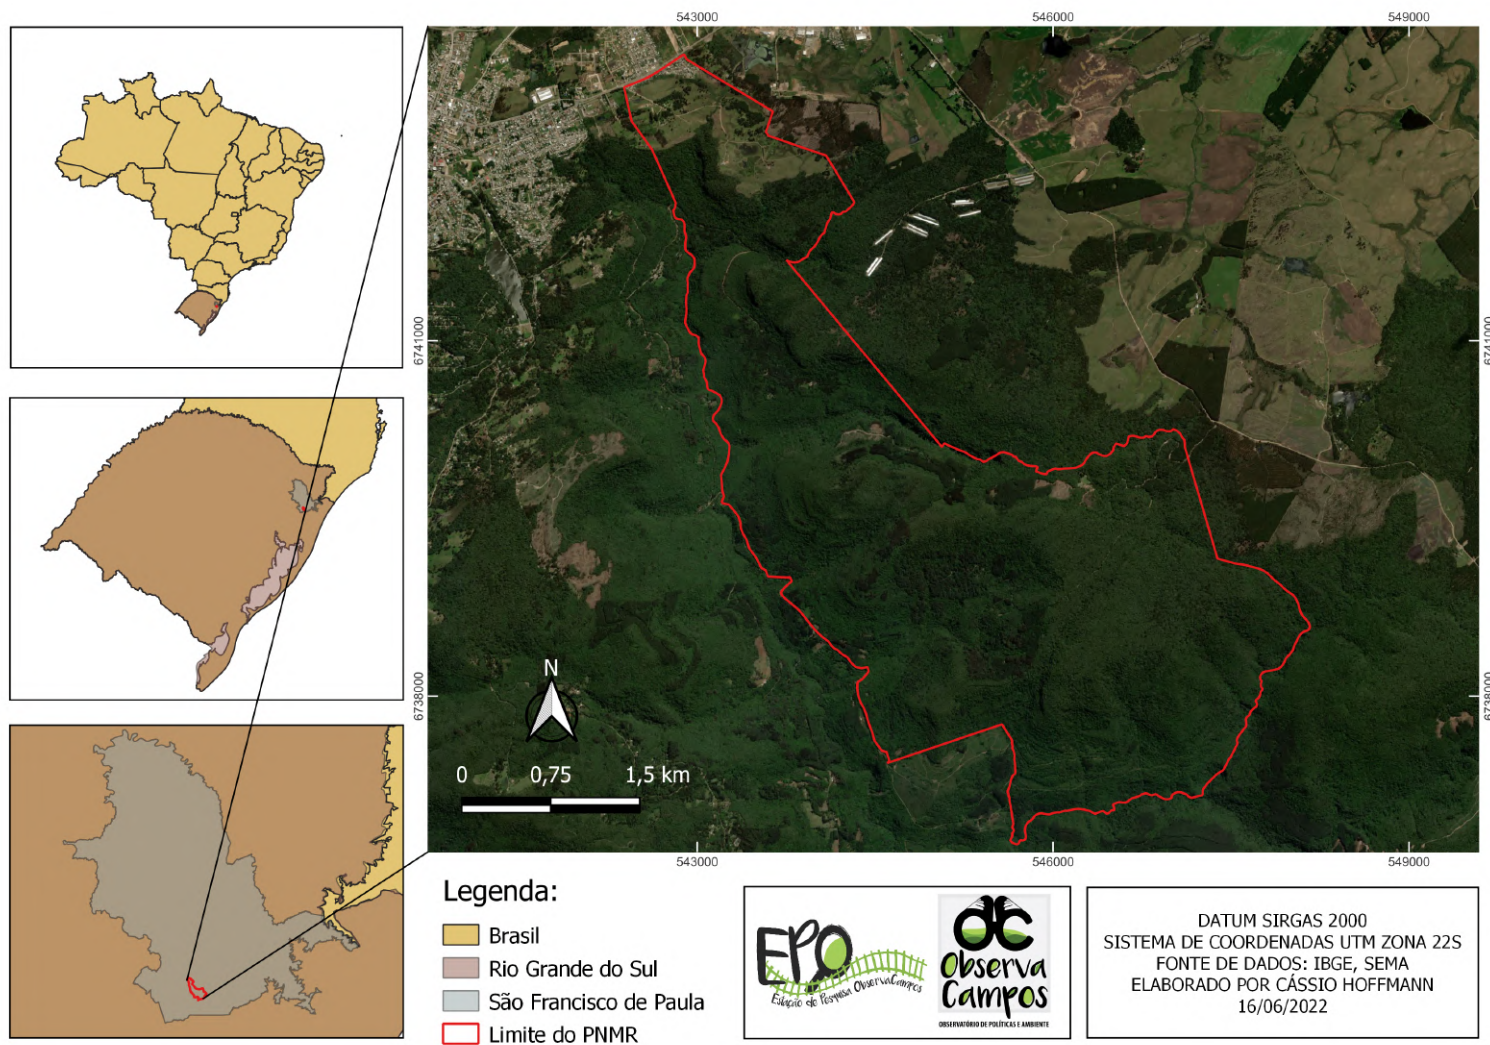 543000
546000
549000
6741000
6741000
6738000
6738000
N
0
0,75
1,5 km
543000
546000
549000
Legenda:
Brasil
Rio Grande do Sul
São Francisco de Paula
Limite do PNMR
EPO
Estação de Pesquisa ObservaCampos
OC
Observa
Campos
OBSERVATÓRIO DE POLÍTICAS E AMBIENTE
DATUM SIRGAS 2000
SISTEMA DE COORDENADAS UTM ZONA 22S
FONTE DE DADOS: IBGE, SEMA
ELABORADO POR CÁSSIO HOFFMANN
16/06/2022